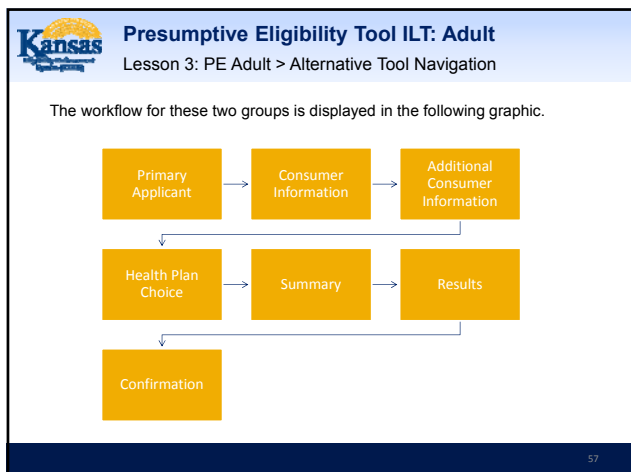 Kansas
Presumptive Eligibility Tool ILT: Adult
Lesson 3: PE Adult > Alternative Tool Navigation
The workflow for these two groups is displayed in the following graphic.
Primary
Applicant
Consumer
Information
Additional
Consumer
Information
Health Plan
Choice
Summary
Results
Confirmation
57